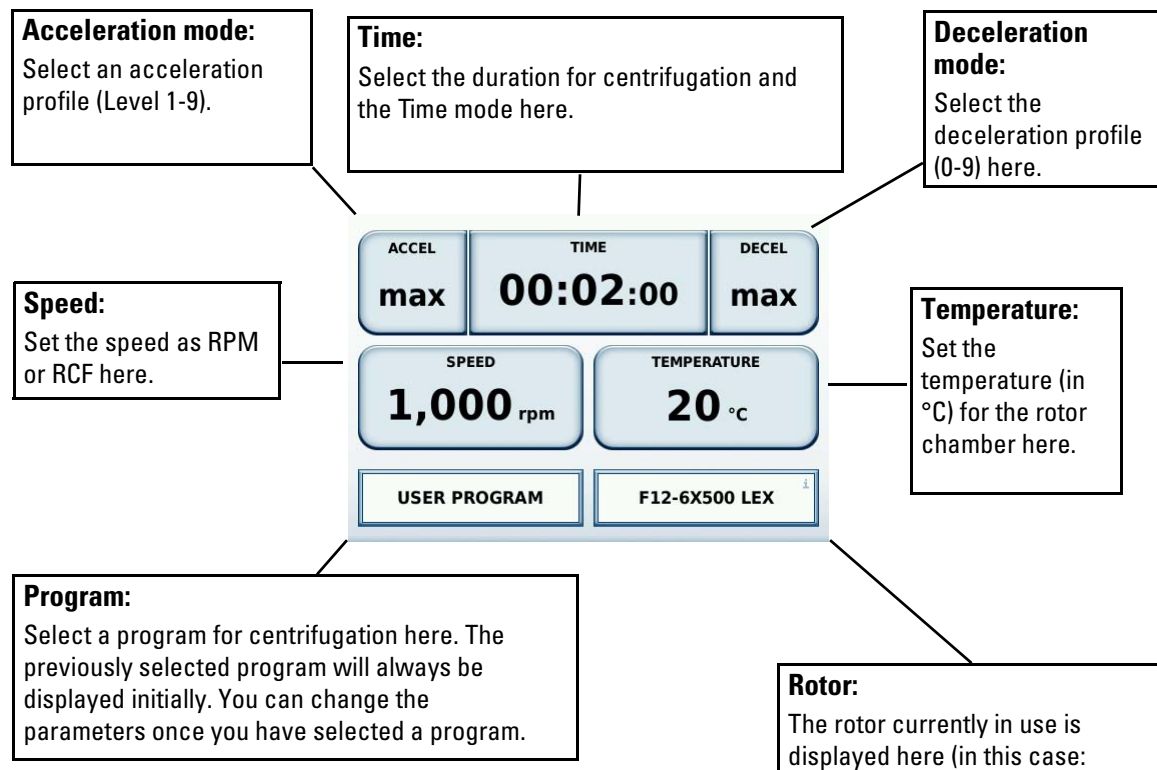 Acceleration mode:
Select an acceleration
profile (Level 1-9).
Time:
Select the duration for centrifugation and
the Time mode here.
Deceleration
mode:
Select the
deceleration profile
(0-9) here.
ACCEL
max
TIME
00:02:00
DECEL
max
Speed:
Set the speed as RPM
or RCF here.
SPEED
1,000 rpm
TEMPERATURE
20 °C
Temperature:
Set the
temperature (in
°C) for the rotor
chamber here.
USER PROGRAM
F12-6X500 LEX i
Program:
Select a program for centrifugation here. The
previously selected program will always be
displayed initially. You can change the
parameters once you have selected a program.
Rotor:
The rotor currently in use is
displayed here (in this case: